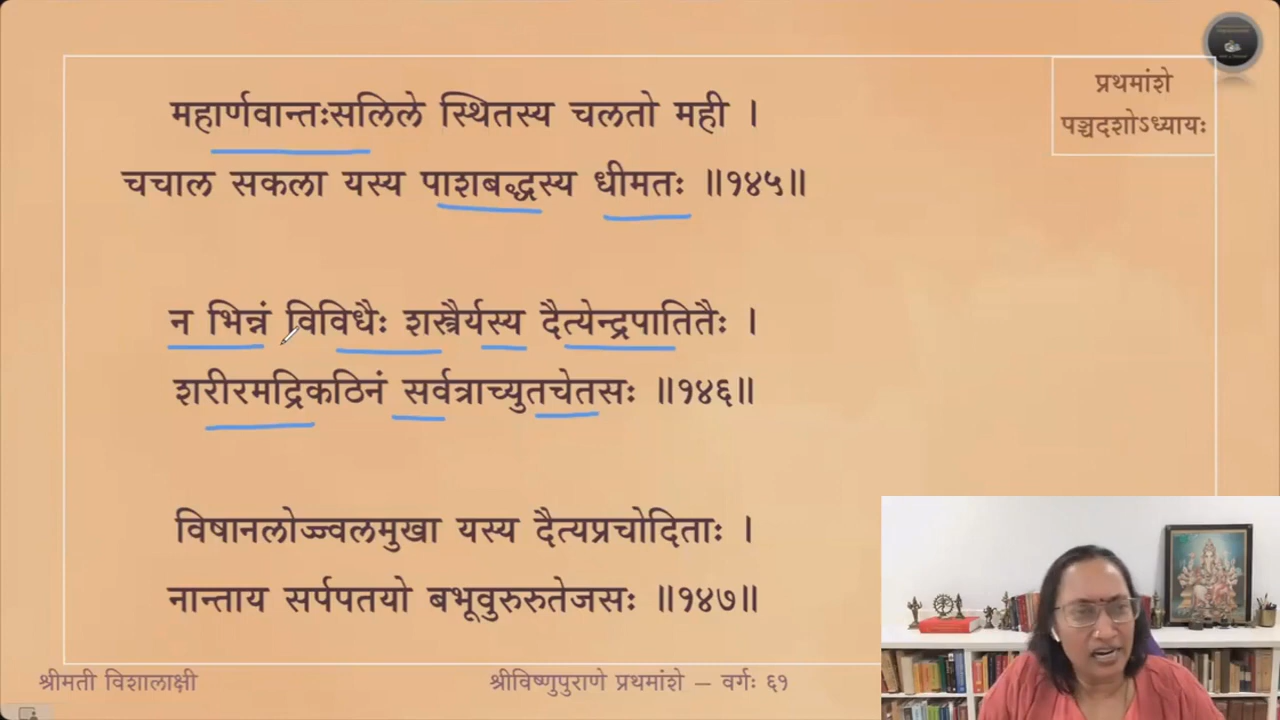 प्रथमांशे
पञ्चदशोऽध्यायः
महार्णवान्तःसलिले स्थितस्य चलतो मही ।
चचाल सकला यस्य पाशबद्धस्य धीमतः ॥१४५॥
न भिन्नं विविधैः शस्त्रैर्यस्य दैत्येन्द्रपातितैः ।
शरीरमद्रिकठिनं सर्वत्राच्युतचेतसः ॥१४६॥
विषानलोज्ज्वलमुखा यस्य दैत्यप्रचोदिताः ।
नान्ताय सर्पपतयो बभूवुरुरुतेजसः ॥१४७॥
श्रीमती विशालाक्षी
श्रीविष्णुपुराणे प्रथमांशे – वर्गः ६१